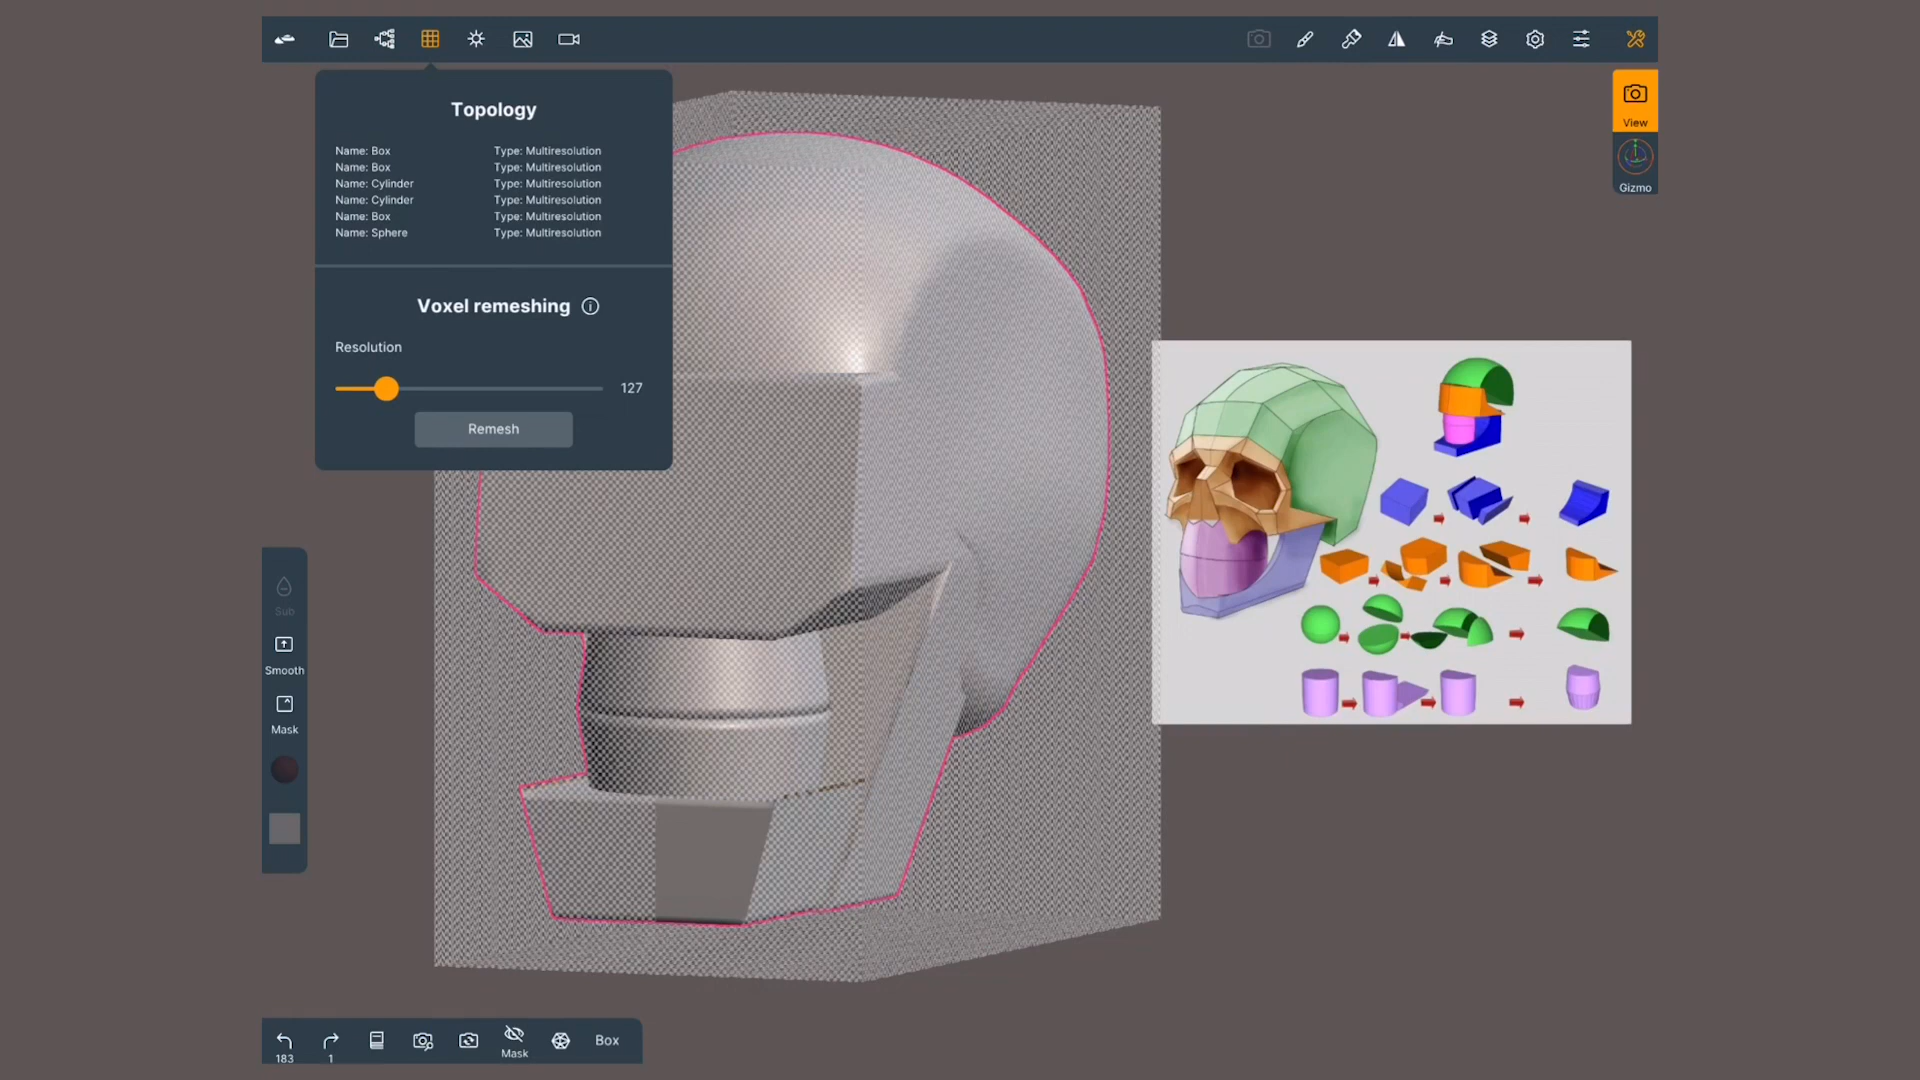 Topology
Name: Box Type: Multiresolution
Name: Box Type: Multiresolution
Name: Cylinder Type: Multiresolution
Name: Cylinder Type: Multiresolution
Name: Box Type: Multiresolution
Name: Sphere Type: Multiresolution
Voxel remeshing
Resolution
127
Remesh
View
Gizmo
Sub
Smooth
Mask
183
1
Mask
Box